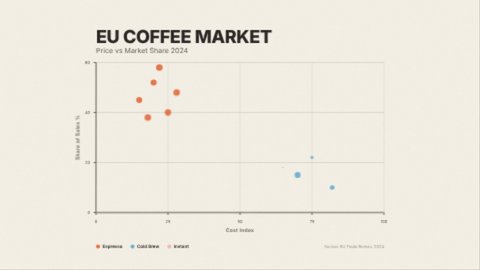 EU COFFEE MARKET
Price vs Market Share 2024
60
40
20
0
Share of Sales %
0 25 50 75 100
Cost Index
Espresso Cold Brew Instant
Source: EU Trade Bureau, 2024